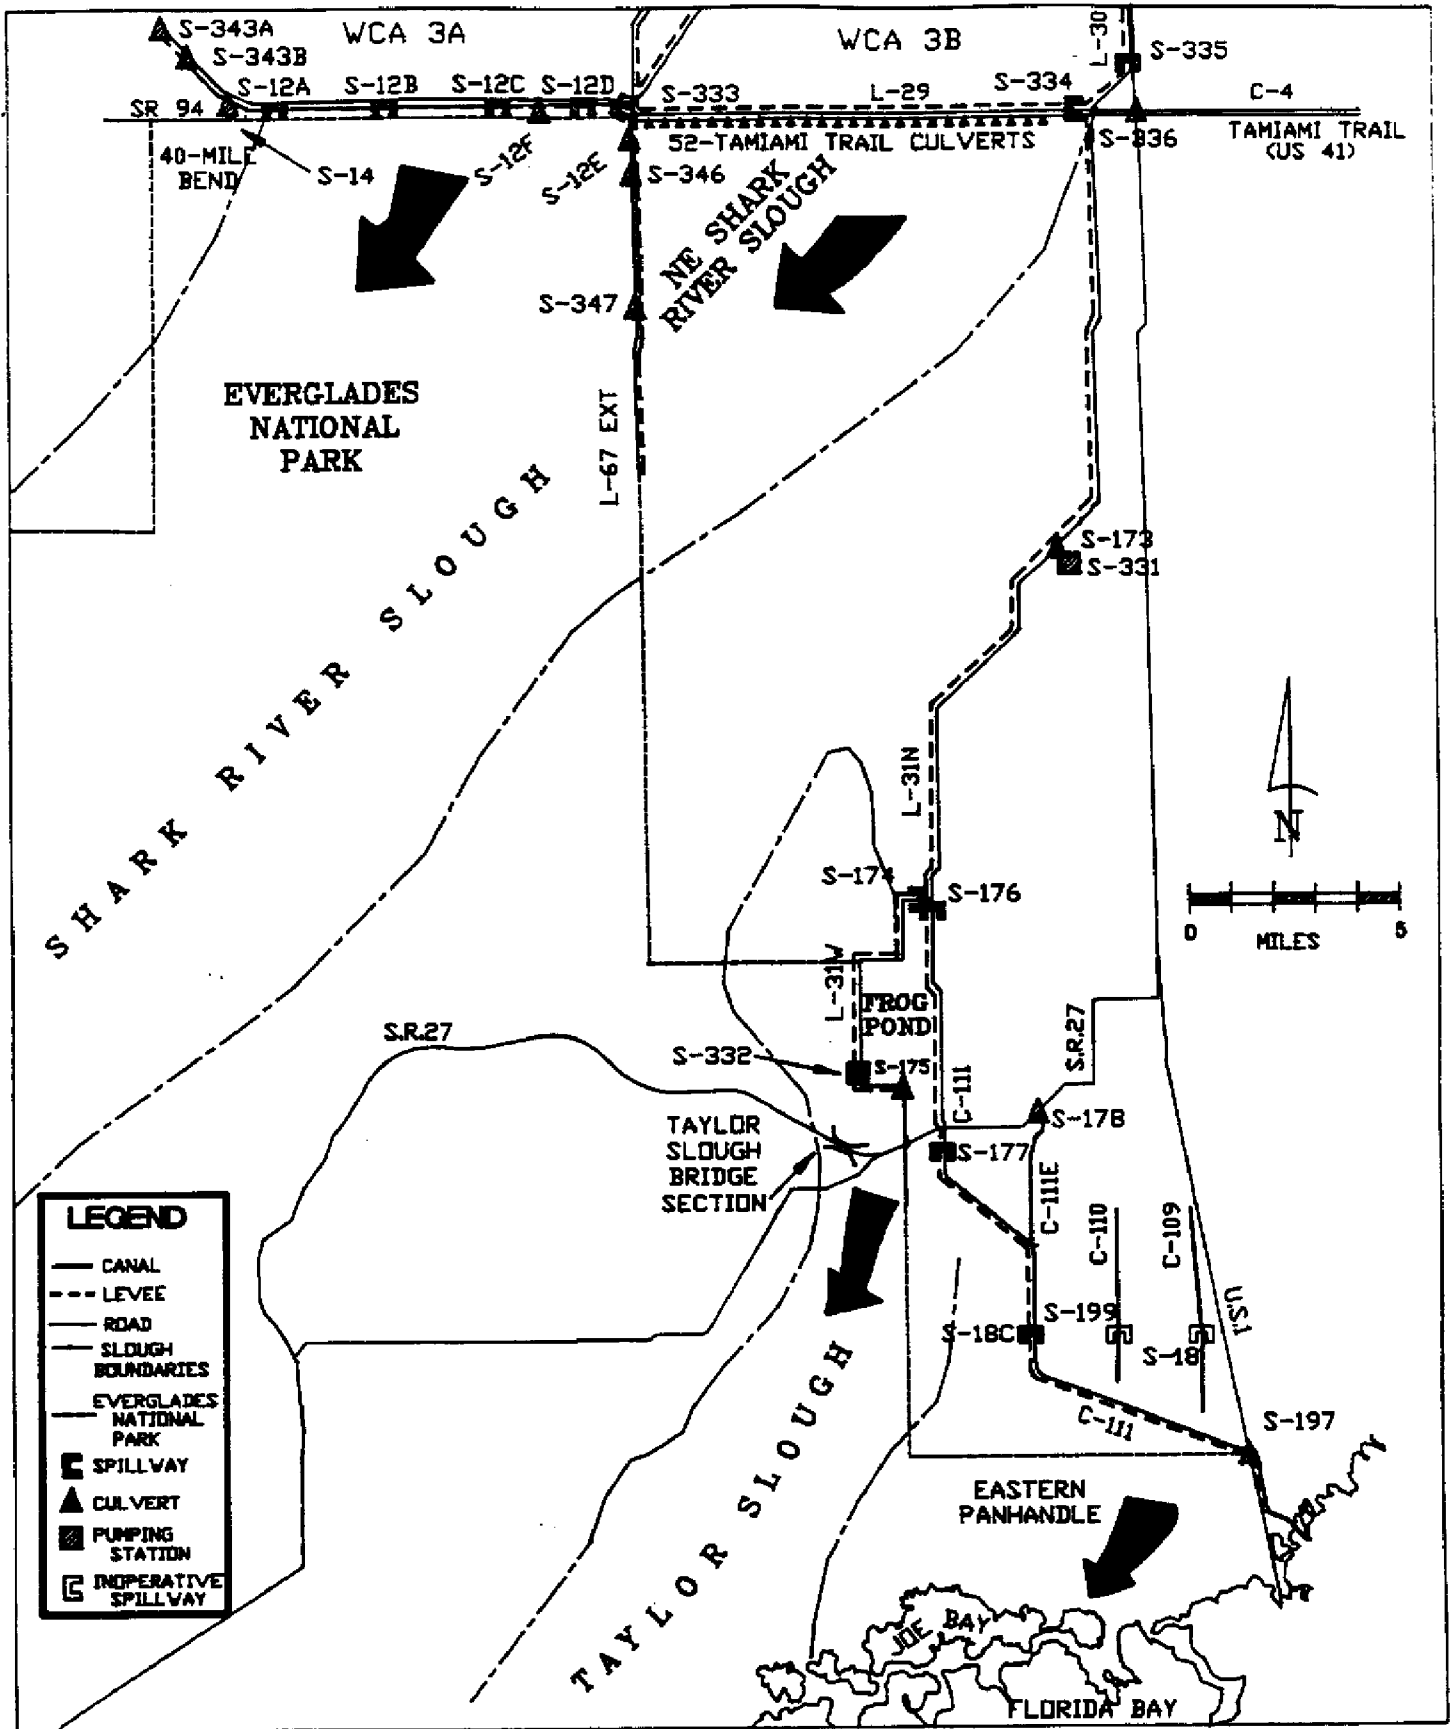 S-343A
WCA 3A
WCA 3B
L-30
S-335
S-343B
S-12A
S-12B
S-12C
S-12D
S-333
L-29
S-334
C-4
SR 94
52-TAMIAMI TRAIL CULVERTS
S-336
TAMIAMI TRAIL
(US 41)
40-MILE
BEND
S-14
S-12F
S-12E
S-346
NE SHARK
RIVER SLOUGH
S-347
EVERGLADES
NATIONAL
PARK
L-67 EXT
SHARK RIVER SLOUGH
S-173
S-331
L-31N
N
S-174
S-176
0
5
MILES
L-31W
FROG
POND
S.R.27
S-332
S-175
C-111
S.R.27
S-178
TAYLOR
SLOUGH
BRIDGE
SECTION
S-177
C-111E
C-110
C-109
U.S.1
S-199
S-18C
S-18
C-111
S-197
TAYLOR SLOUGH
EASTERN
PANHANDLE
JOE BAY
FLORIDA BAY
LEGEND
CANAL
LEVEE
ROAD
SLOUGH
BOUNDARIES
EVERGLADES
NATIONAL
PARK
SPILLWAY
CULVERT
PUMPING
STATION
INOPERATIVE
SPILLWAY